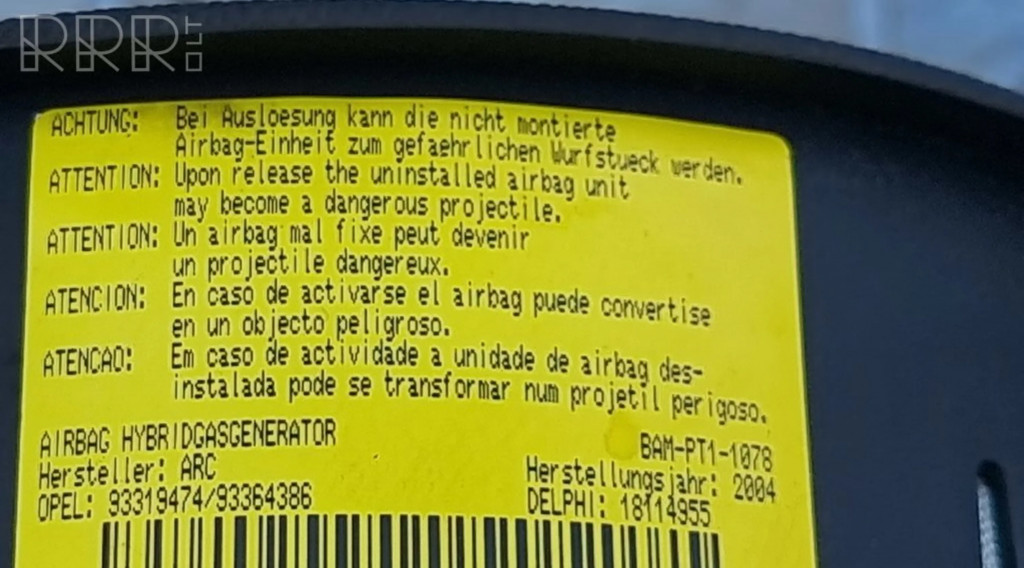 RRR.LT
ACHTUNG: Bei Ausloesung kann die nicht montierte
Airbag-Einheit zum gefaehrlichen Wurfstueck werden.
ATTENTION: Upon release the uninstalled airbag unit
may become a dangerous projectile.
ATTENTION: Un airbag mal fixe peut devenir
un projectile dangereux.
ATENCION: En caso de activarse el airbag puede convertise
en un objecto peligroso.
ATENCAO: Em caso de actividade a unidade de airbag des-
instalada pode se transformar num projetil perigoso.
AIRBAG HYBRIDGASGENERATOR BAM-PT1-1078
Hersteller: ARC Herstellungsjahr: 2004
OPEL: 93319474/93364386 DELPHI: 18114955